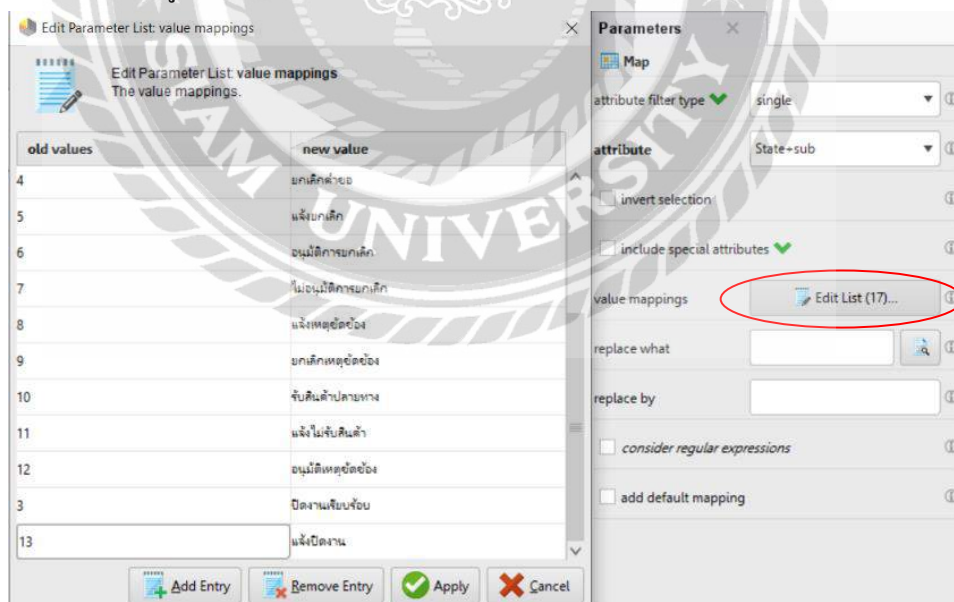 Edit Parameter List: value mappings
Edit Parameter List: value mappings
The value mappings.
old values new value
4 ยกเลิกคำขอ
5 แจ้งยกเลิก
6 อนุมัติการยกเลิก
7 ไม่อนุมัติการยกเลิก
8 แจ้งเหตุขัดข้อง
9 ยกเลิกเหตุขัดข้อง
10 รับสินค้าปลายทาง
11 แจ้งไม่รับสินค้า
12 อนุมัติเหตุขัดข้อง
3 ปิดงานเรียบร้อย
13 แจ้งปิดงาน
Add Entry Remove Entry Apply Cancel
Parameters
Map
attribute filter type single
attribute State+sub
invert selection
include special attributes
value mappings Edit List (17)...
replace what
replace by
consider regular expressions
add default mapping
SIAM UNIVERSITY